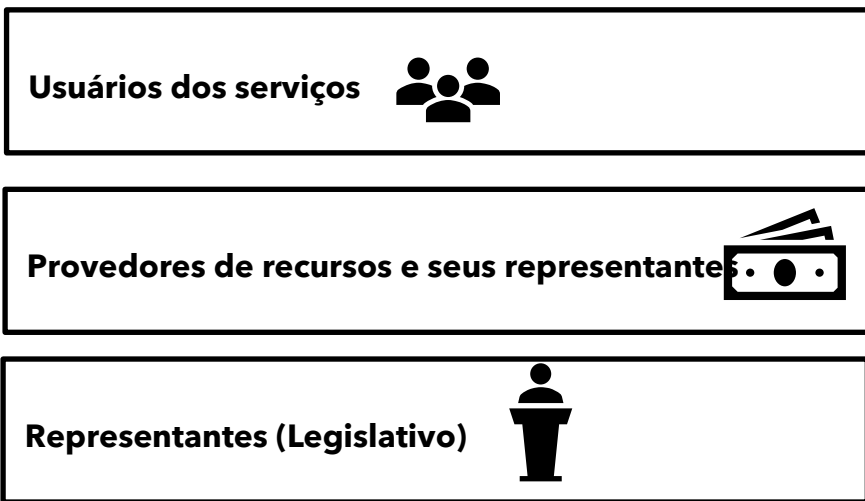 Usuários dos serviços
Provedores de recursos e seus representantes
Representantes (Legislativo)